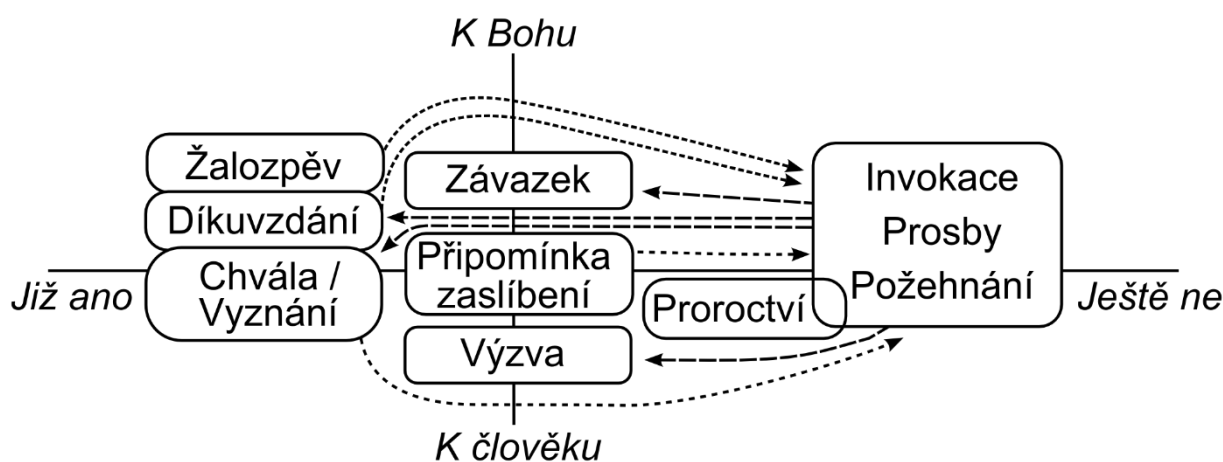 K Bohu
Žalozpěv
Díkuvzdání
Chvála /
Vyznání
Závazek
Připomínka
zaslíbení
Výzva
Proroctví
Invokace
Prosby
Požehnání
Již ano
Ještě ne
K člověku